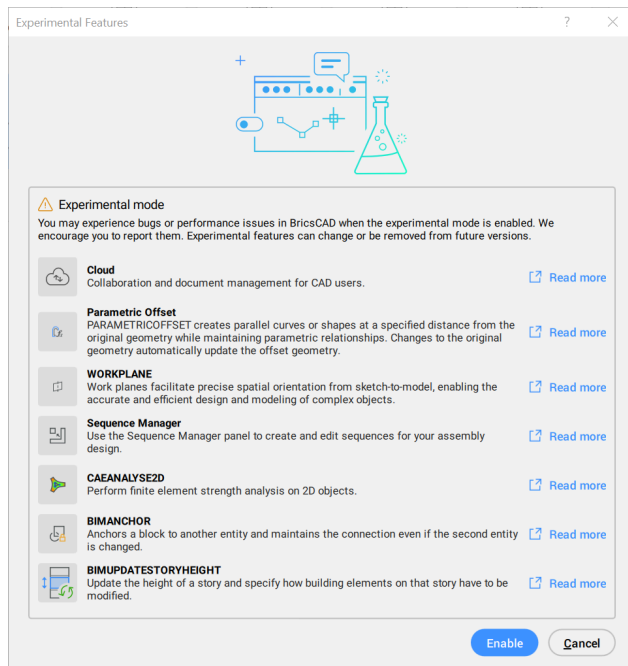 Experimental Features
?
Experimental mode
You may experience bugs or performance issues in BricsCAD when the experimental mode is enabled. We
encourage you to report them. Experimental features can change or be removed from future versions.
Cloud
Collaboration and document management for CAD users.
Read more
Parametric Offset
PARAMETRICOFFSET creates parallel curves or shapes at a specified distance from the
original geometry while maintaining parametric relationships. Changes to the original
geometry automatically update the offset geometry.
Read more
WORKPLANE
Work planes facilitate precise spatial orientation from sketch-to-model, enabling the
accurate and efficient design and modeling of complex objects.
Read more
Sequence Manager
Use the Sequence Manager panel to create and edit sequences for your assembly
design.
Read more
CAEANALYSE2D
Perform finite element strength analysis on 2D objects.
Read more
BIMANCHOR
Anchors a block to another entity and maintains the connection even if the second entity
is changed.
Read more
BIMUPDATESTORYHEIGHT
Update the height of a story and specify how building elements on that story have to be
modified.
Read more
Enable
Cancel